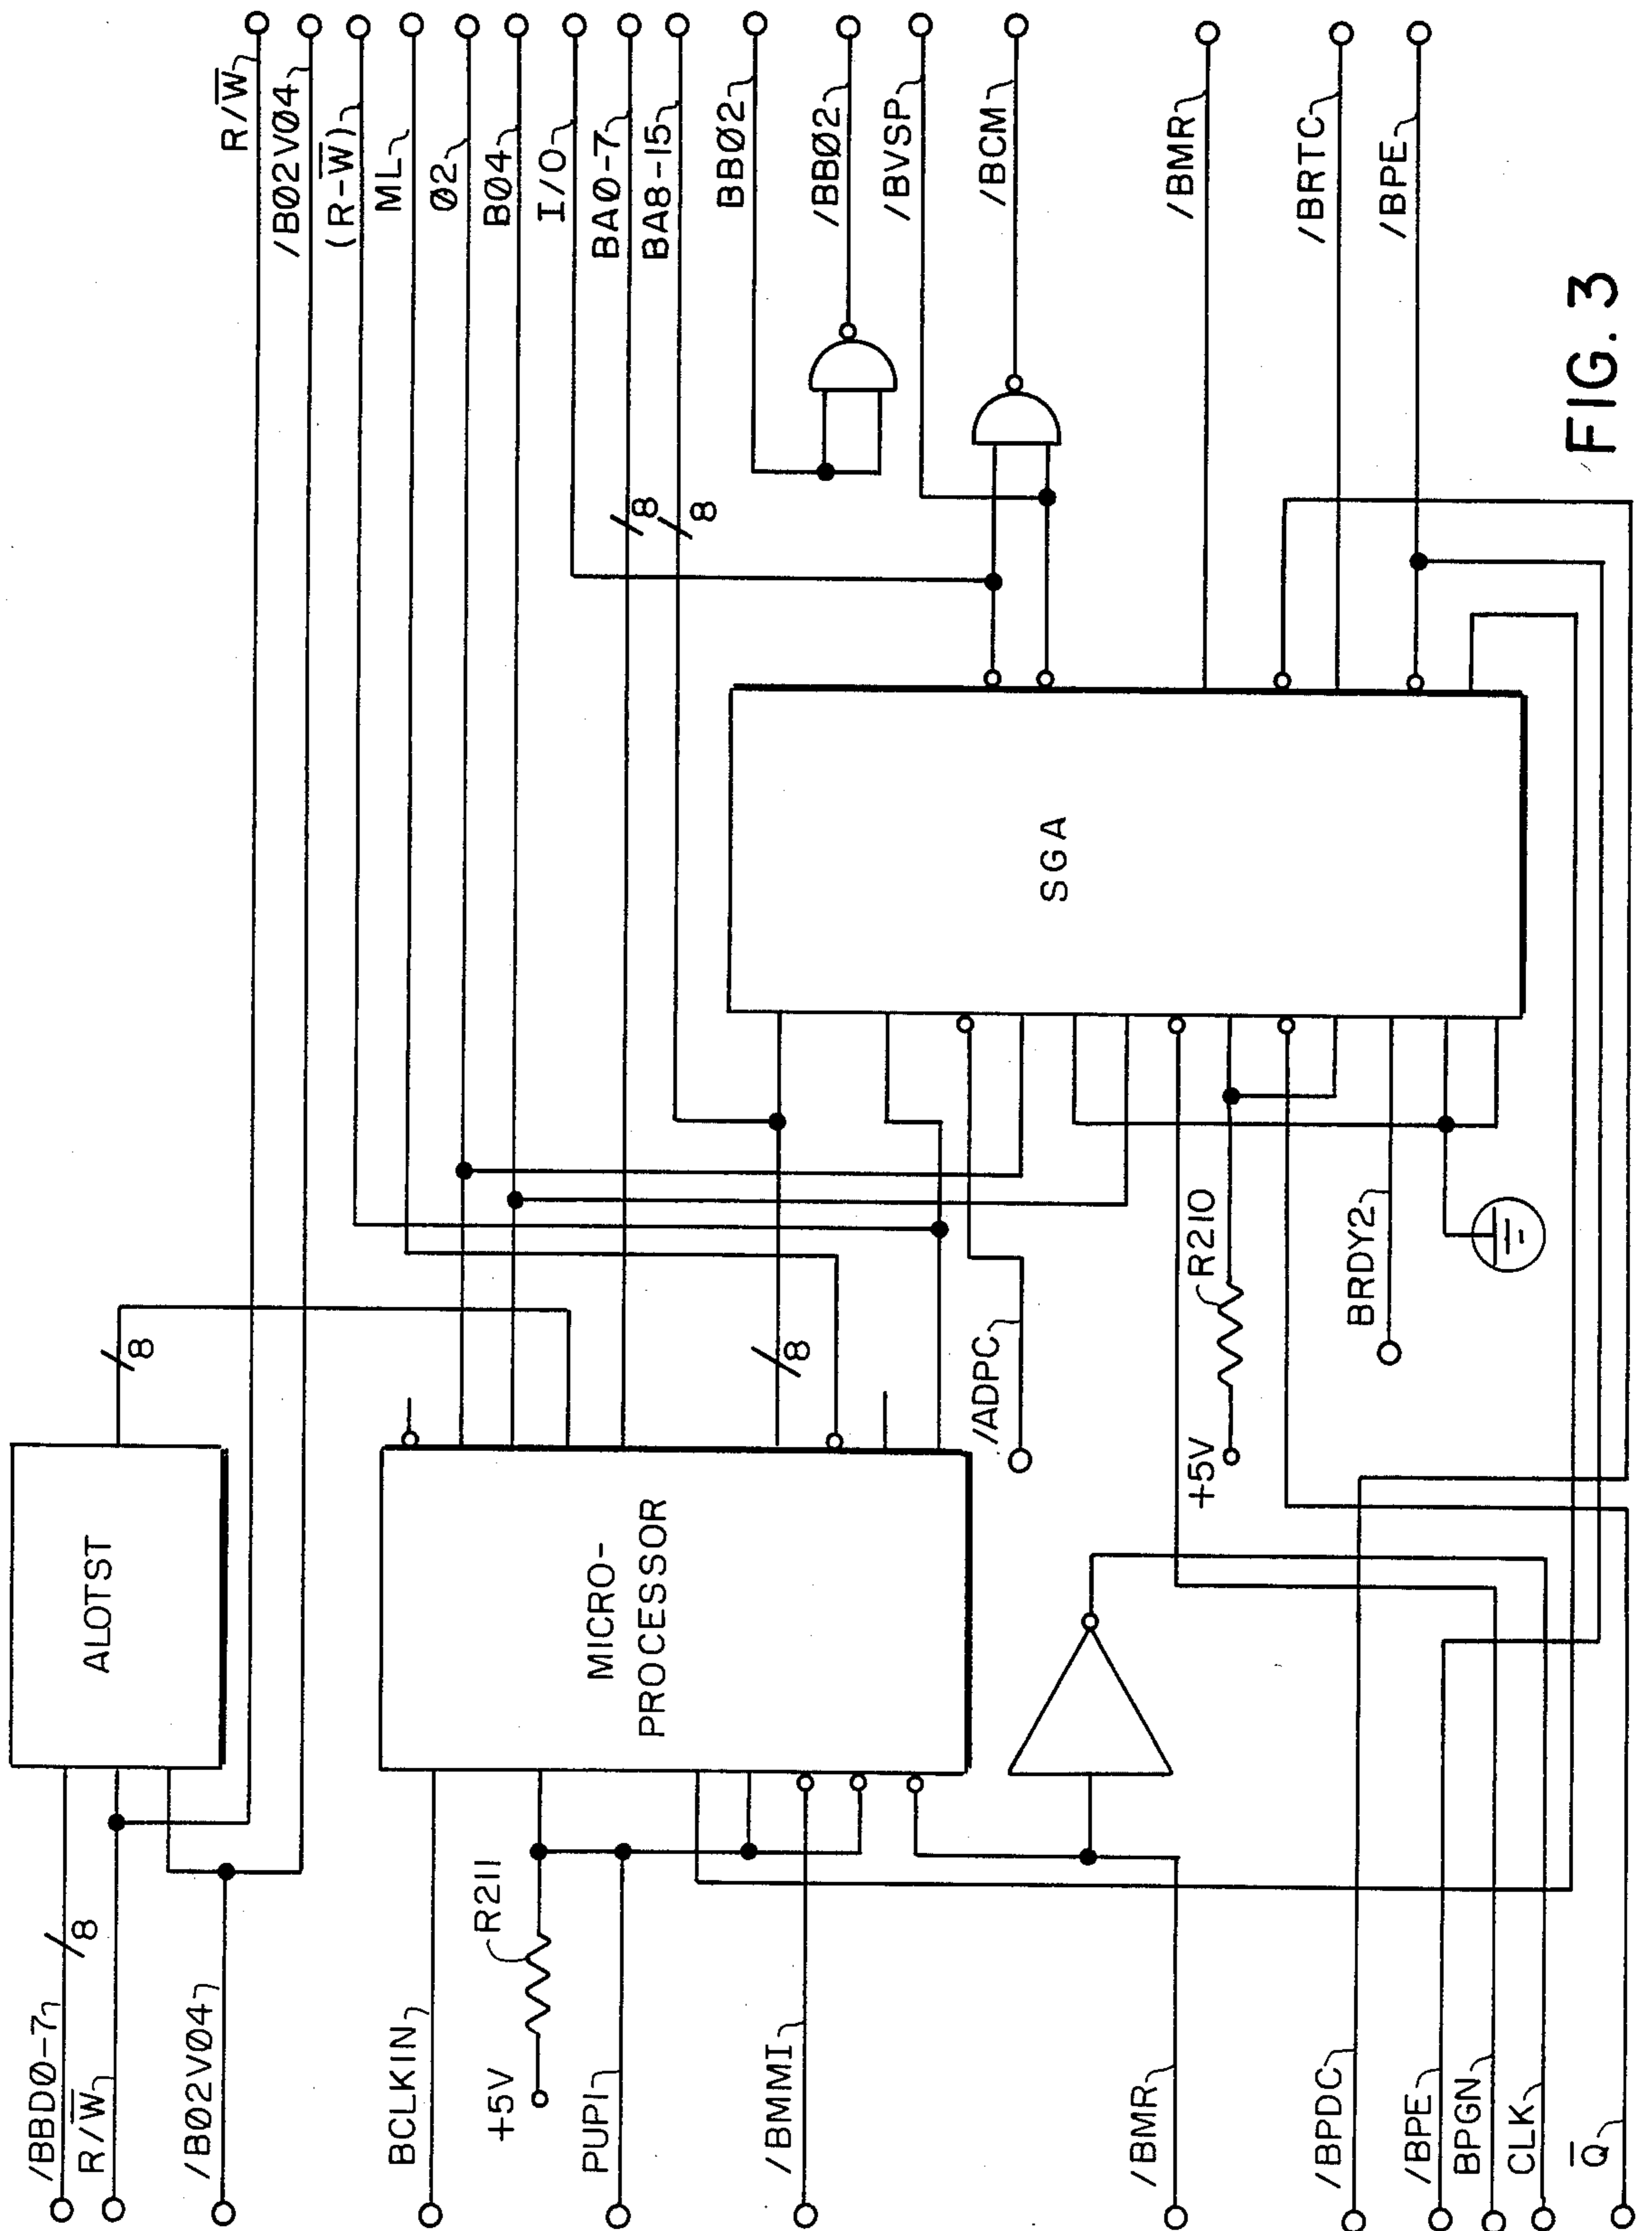 /BBDØ-7
R/W̅
/BØ2VØ4
BCLKIN
+5V
R211
PUP1
/BMMI
/BMR
/BPDC
/BPE
BPGN
CLK
Q̅
ALOTST
8
8
MICRO-
PROCESSOR
8
/ADPC
+5V
R210
BRDY2
SGA
8
8
R/W̅
/BØ2VØ4
(R-W̅)
ML
Ø2
BØ4
I/O
BAØ-7
BA8-15
BBØ2
/BBØ2
/BVSP
/BCM
/BMR
/BRTC
/BPE
FIG. 3